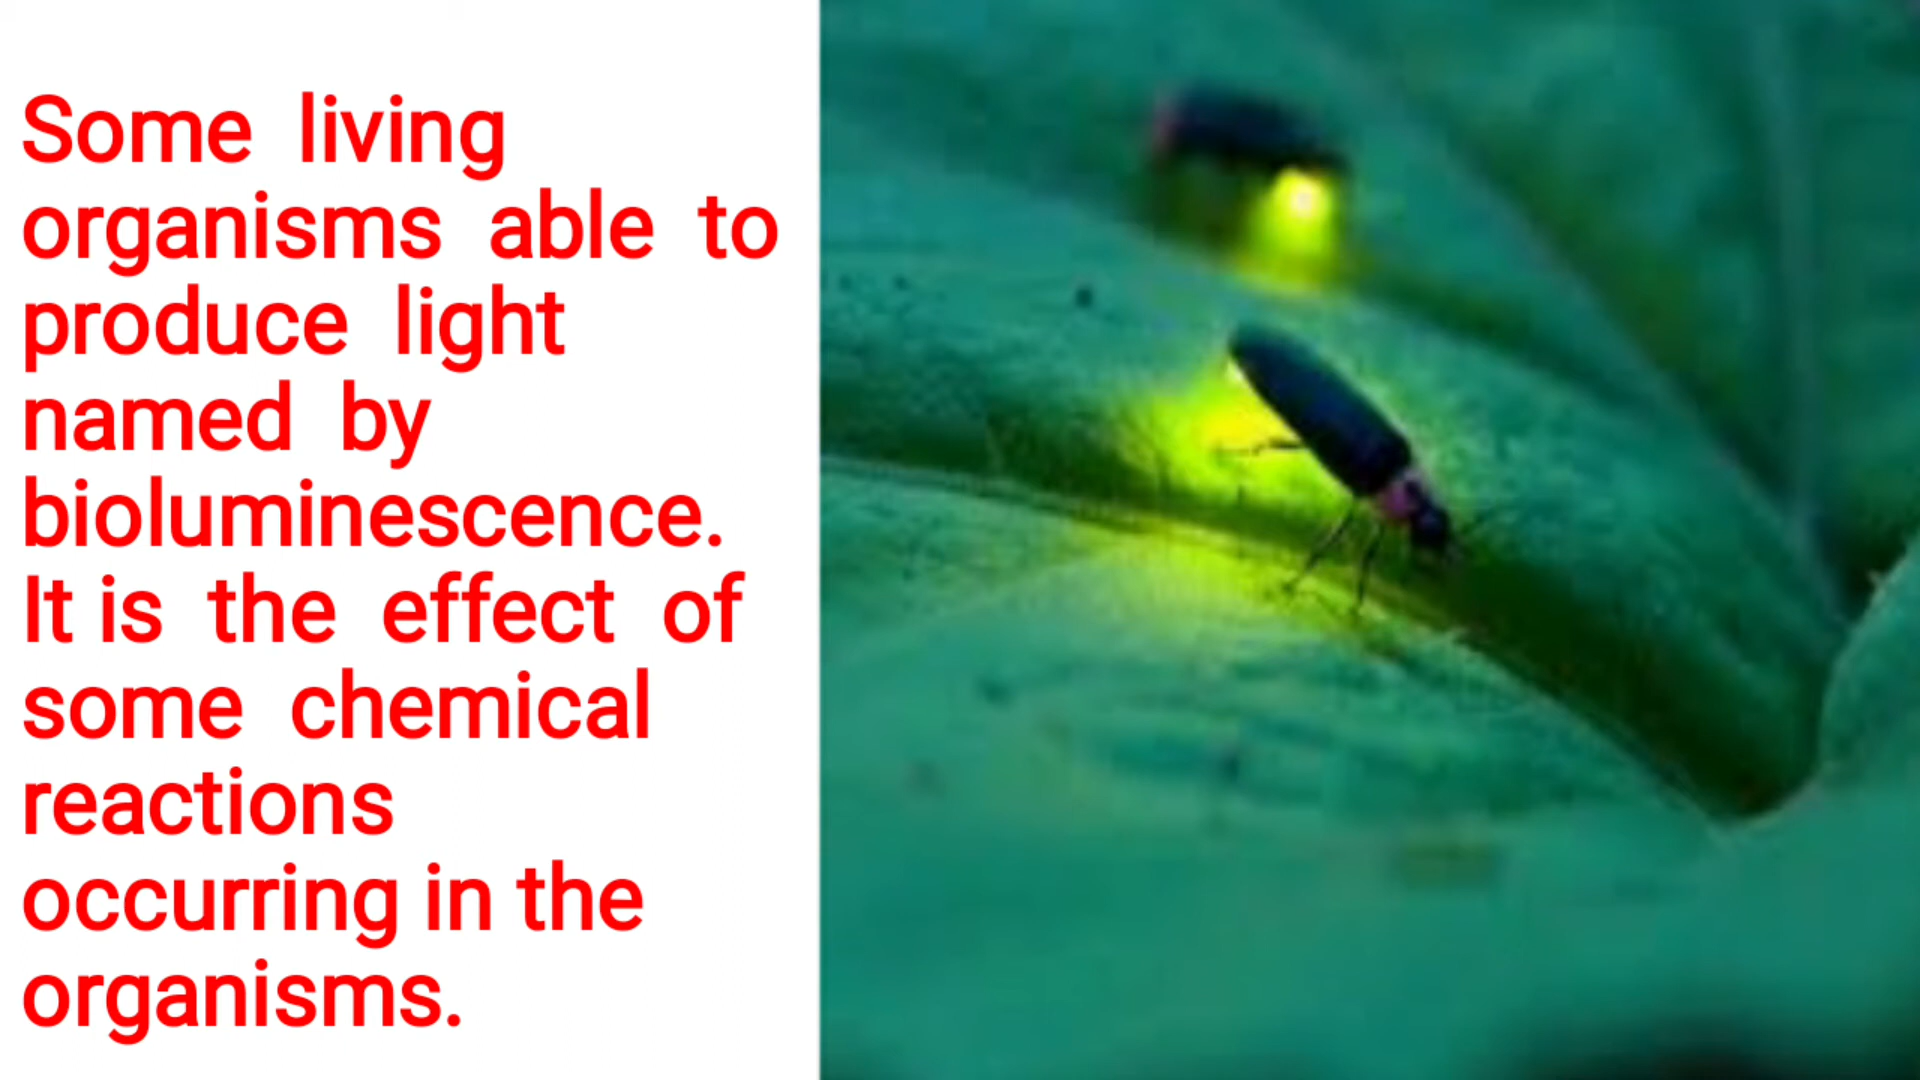 Some living
organisms able to
produce light
named by
bioluminescence.
It is the effect of
some chemical
reactions
occurring in the
organisms.